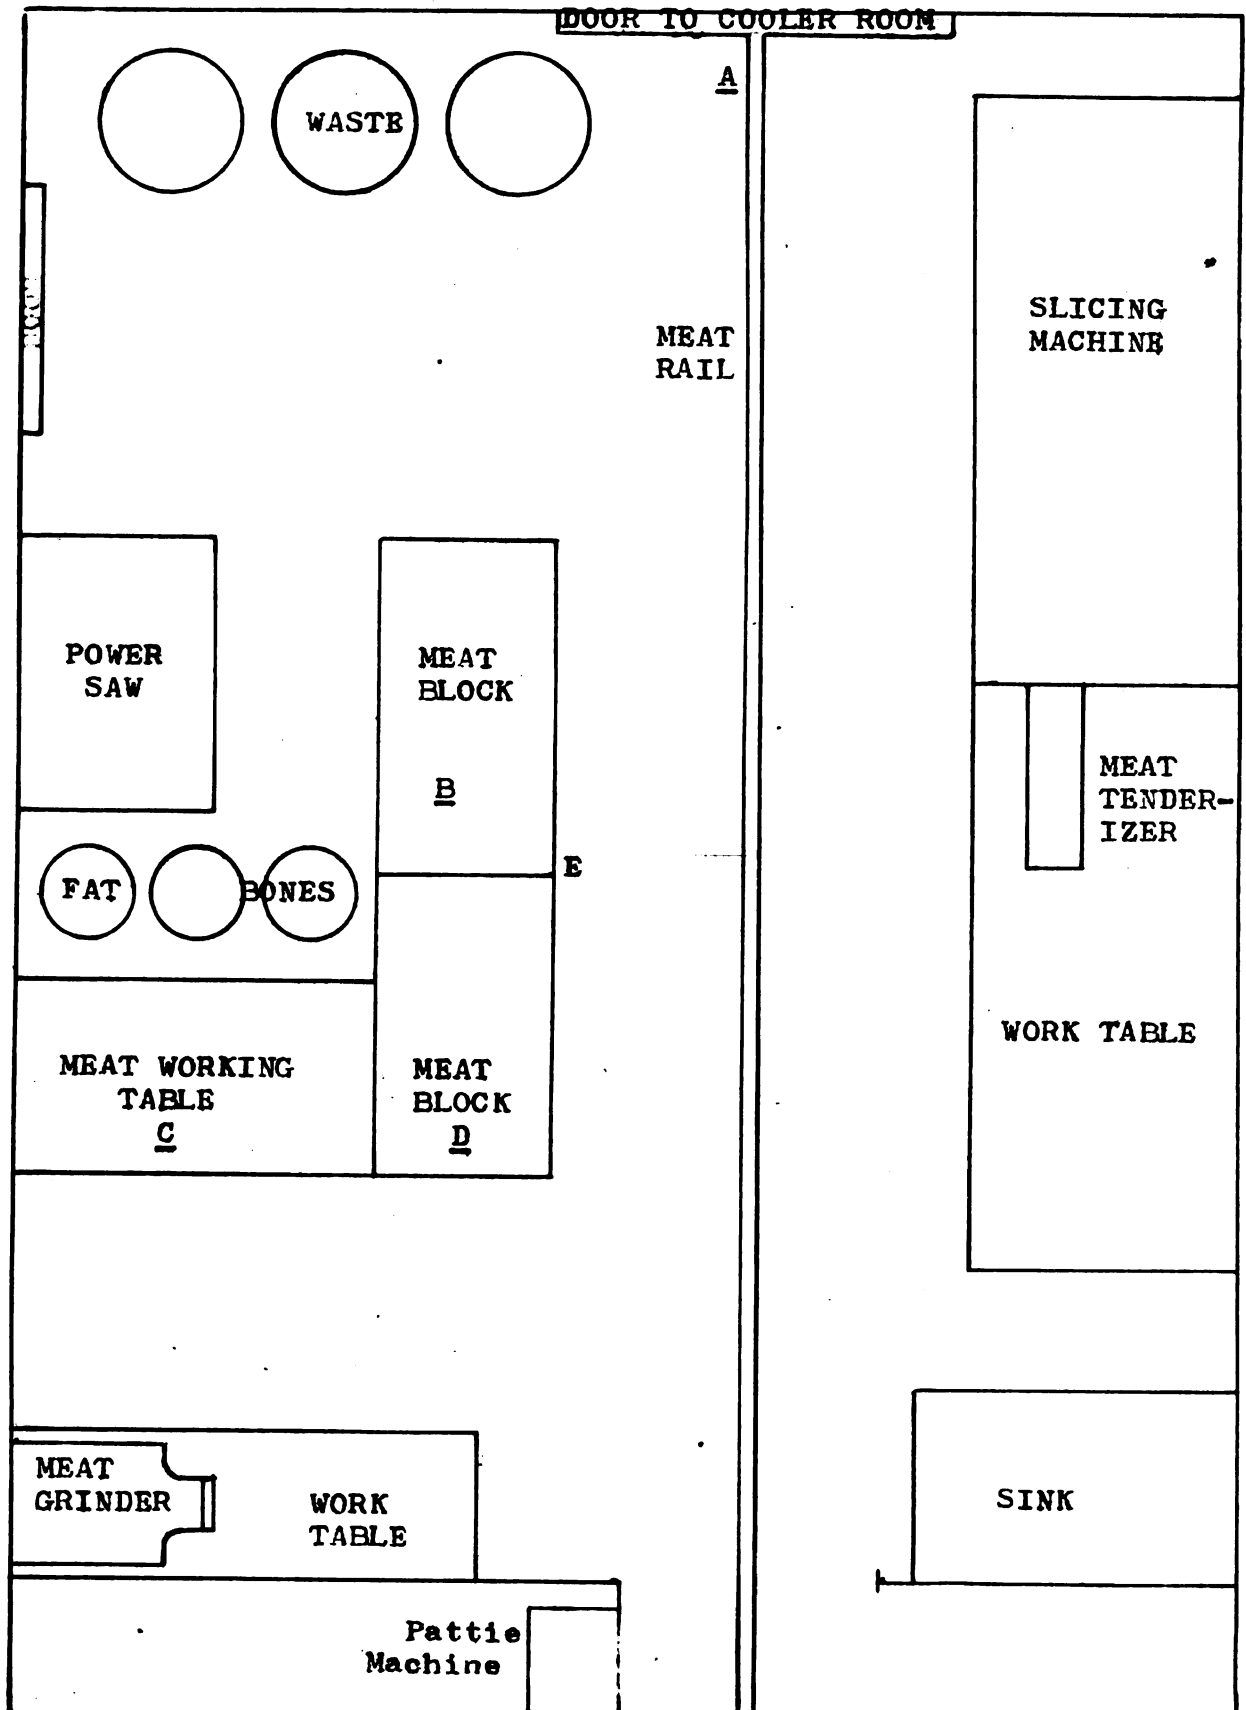 DOOR TO COOLER ROOM
A
WASTE
MEAT
RAIL
SLICING
MACHINE
POWER
SAW
MEAT
BLOCK
B
MEAT
TENDER-
IZER
E
FAT
BONES
WORK TABLE
MEAT WORKING
TABLE
C
MEAT
BLOCK
D
MEAT
GRINDER
WORK
TABLE
SINK
Pattie
Machine